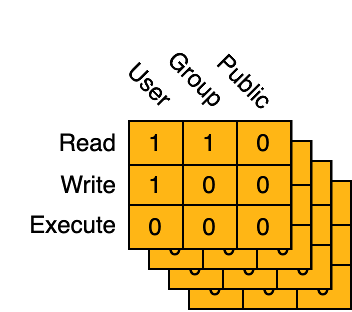 User Group Public
Read 1 1 0
Write 1 0 0
Execute 0 0 0